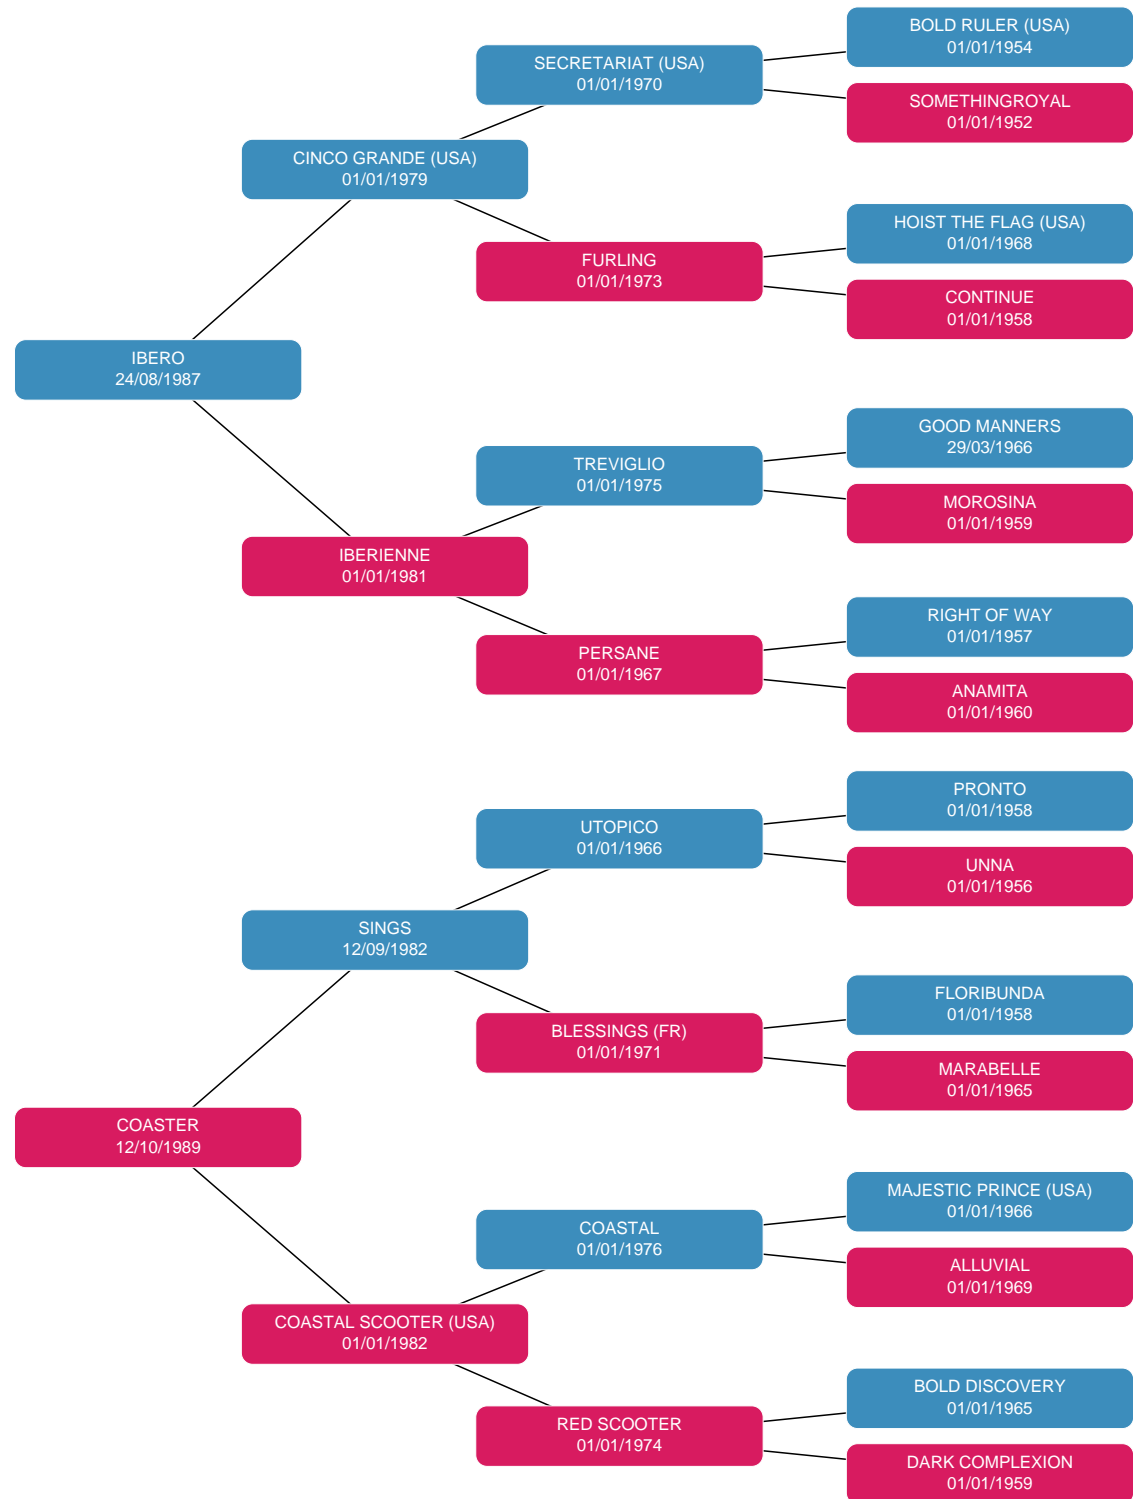 BOLD RULER (USA)
01/01/1954
SECRETARIAT (USA)
01/01/1970
SOMETHINGROYAL
01/01/1952
CINCO GRANDE (USA)
01/01/1979
HOIST THE FLAG (USA)
01/01/1968
FURLING
01/01/1973
CONTINUE
01/01/1958
IBERO
24/08/1987
GOOD MANNERS
29/03/1966
TREVIGLIO
01/01/1975
MOROSINA
01/01/1959
IBERIENNE
01/01/1981
RIGHT OF WAY
01/01/1957
PERSANE
01/01/1967
ANAMITA
01/01/1960
PRONTO
01/01/1958
UTOPICO
01/01/1966
UNNA
01/01/1956
SINGS
12/09/1982
FLORIBUNDA
01/01/1958
BLESSINGS (FR)
01/01/1971
MARABELLE
01/01/1965
COASTER
12/10/1989
MAJESTIC PRINCE (USA)
01/01/1966
COASTAL
01/01/1976
ALLUVIAL
01/01/1969
COASTAL SCOOTER (USA)
01/01/1982
BOLD DISCOVERY
01/01/1965
RED SCOOTER
01/01/1974
DARK COMPLEXION
01/01/1959